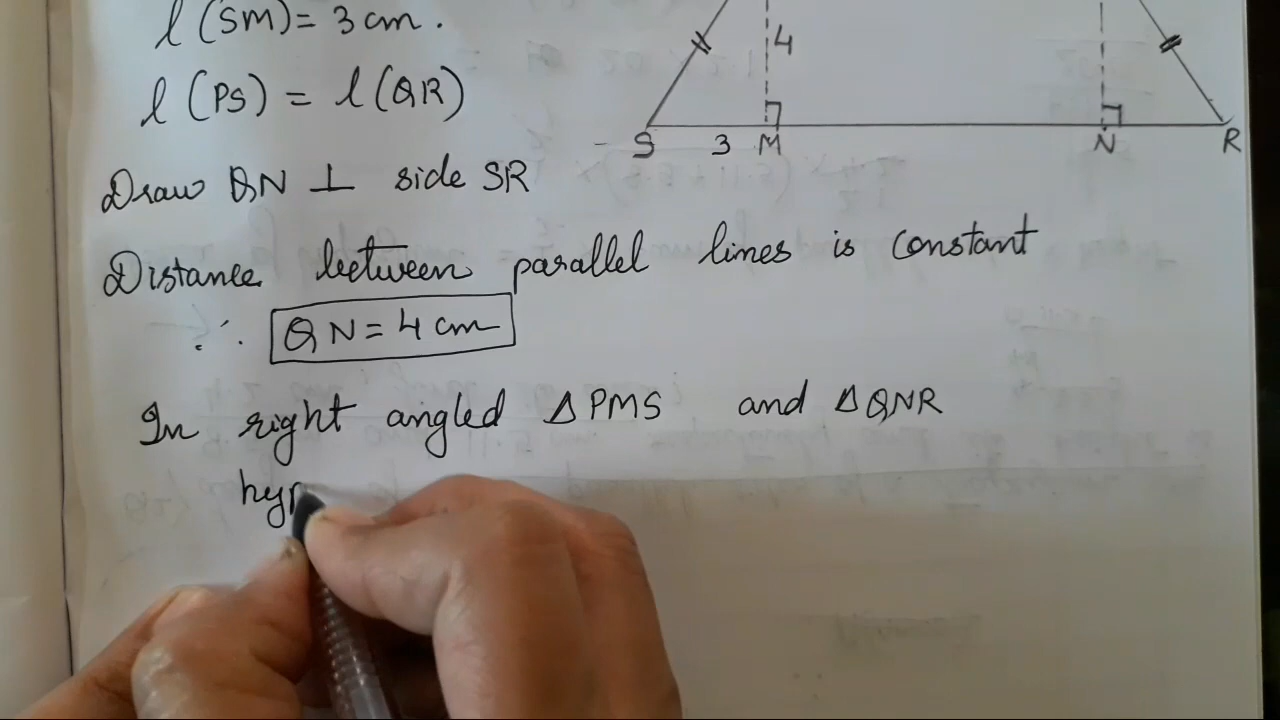 l (SM) = 3 cm.
l (PS) = l (QR)
Draw QN ⊥ side SR
Distance between parallel lines is constant
∴ QN = 4 cm
In right angled △PMS and △QNR
hyp
4
S 3 M N R